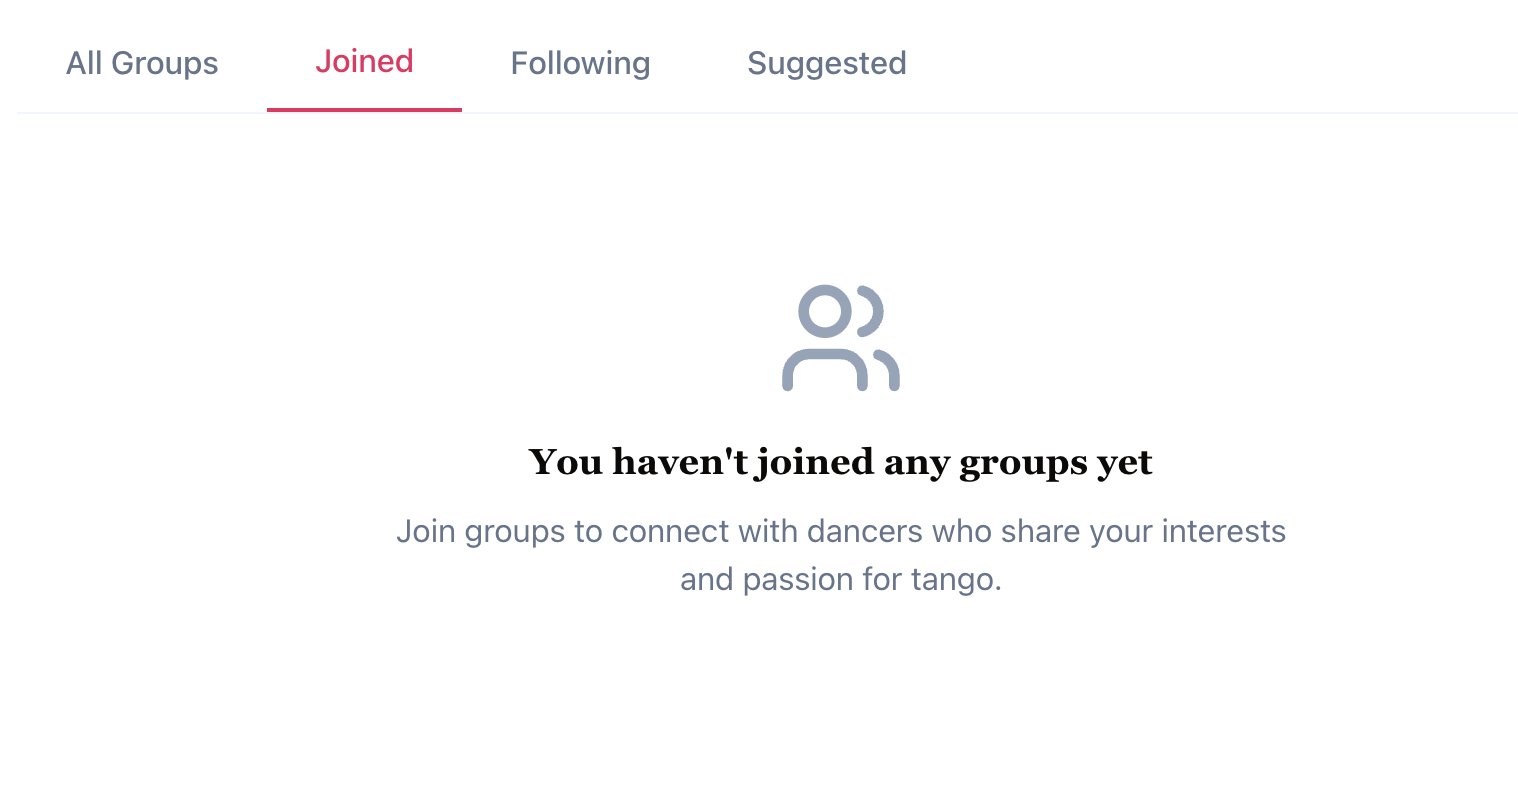 All Groups Joined Following Suggested
You haven't joined any groups yet
Join groups to connect with dancers who share your interests
and passion for tango.